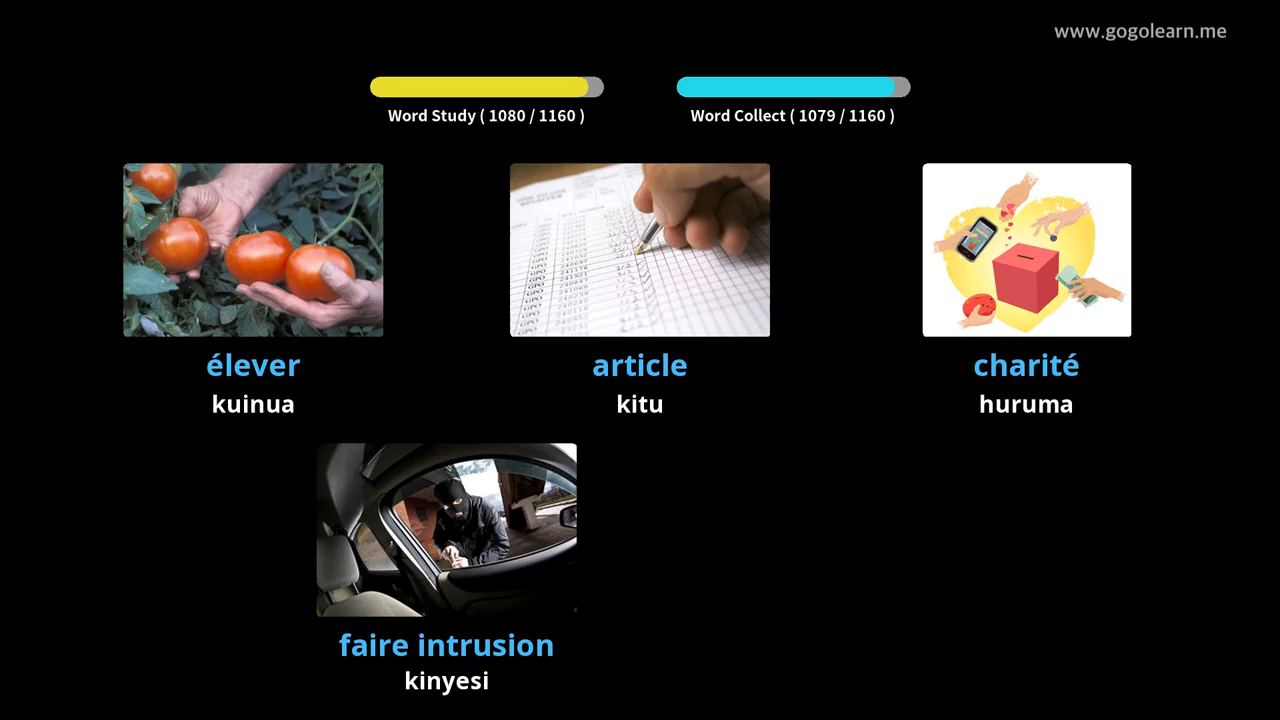 www.gogolearn.me
Word Study ( 1080 / 1160 )
Word Collect ( 1079 / 1160 )
élever
kuinua
article
kitu
charité
huruma
faire intrusion
kinyesi